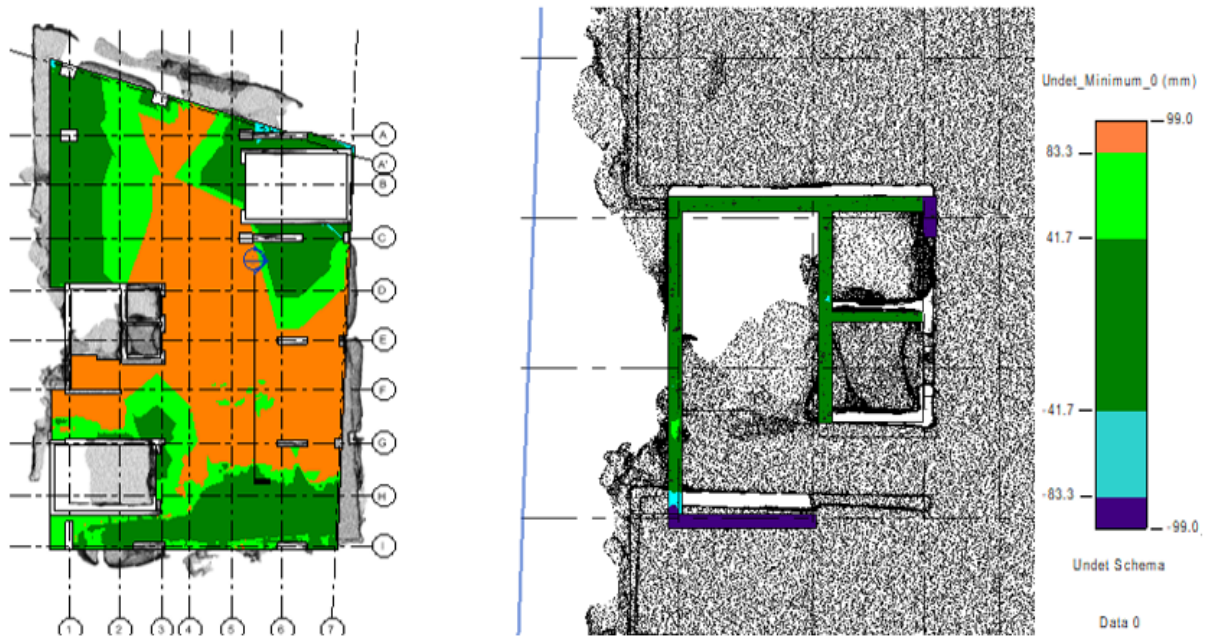 A
A'
B
C
D
E
F
G
H
I
1
2
3
4
5
6
7
Undet_Minimum_0 (mm)
99.0
83.3
41.7
-41.7
-83.3
-99.0
Undet Schema
Data 0